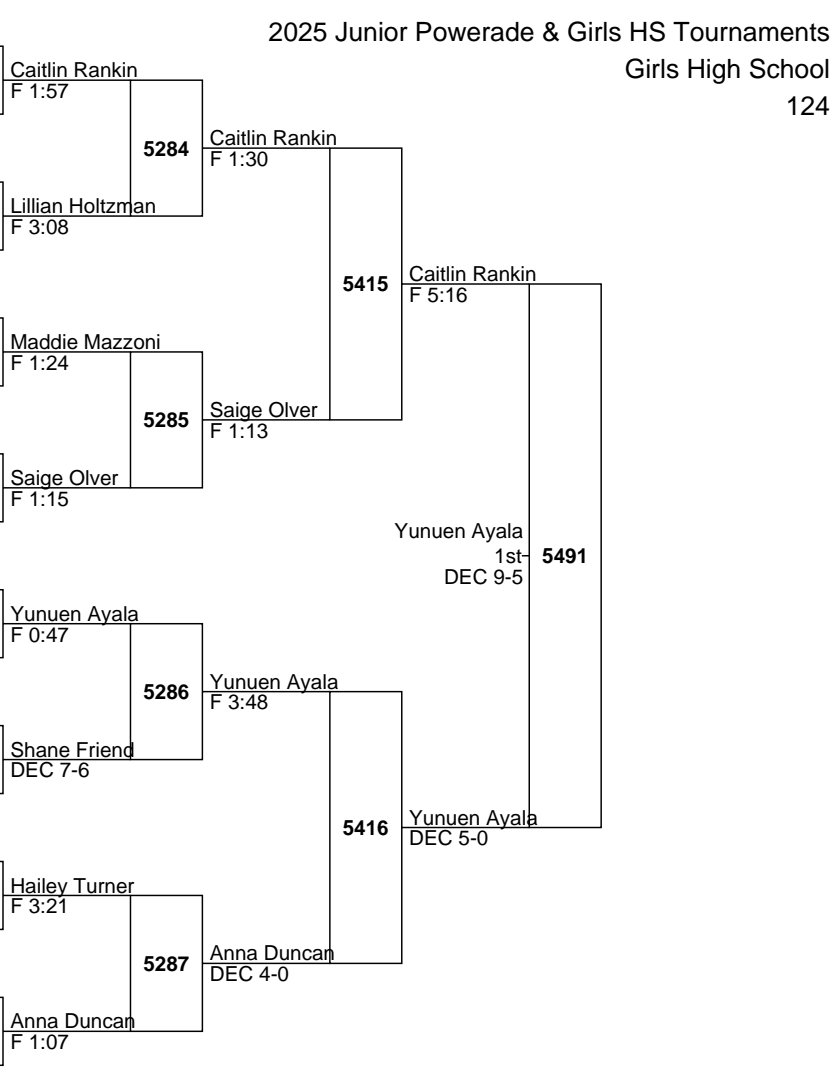 2025 Junior Powerade & Girls HS Tournaments
Girls High School
124
Caitlin Rankin
F 1:57
5284
Caitlin Rankin
F 1:30
Lillian Holtzman
F 3:08
5415
Caitlin Rankin
F 5:16
Maddie Mazzoni
F 1:24
5285
Saige Olver
F 1:13
Saige Olver
F 1:15
Yunuen Ayala
1st
DEC 9-5
5491
Yunuen Ayala
F 0:47
5286
Yunuen Ayala
F 3:48
Shane Friend
DEC 7-6
5416
Yunuen Ayala
DEC 5-0
Hailey Turner
F 3:21
5287
Anna Duncan
DEC 4-0
Anna Duncan
F 1:07